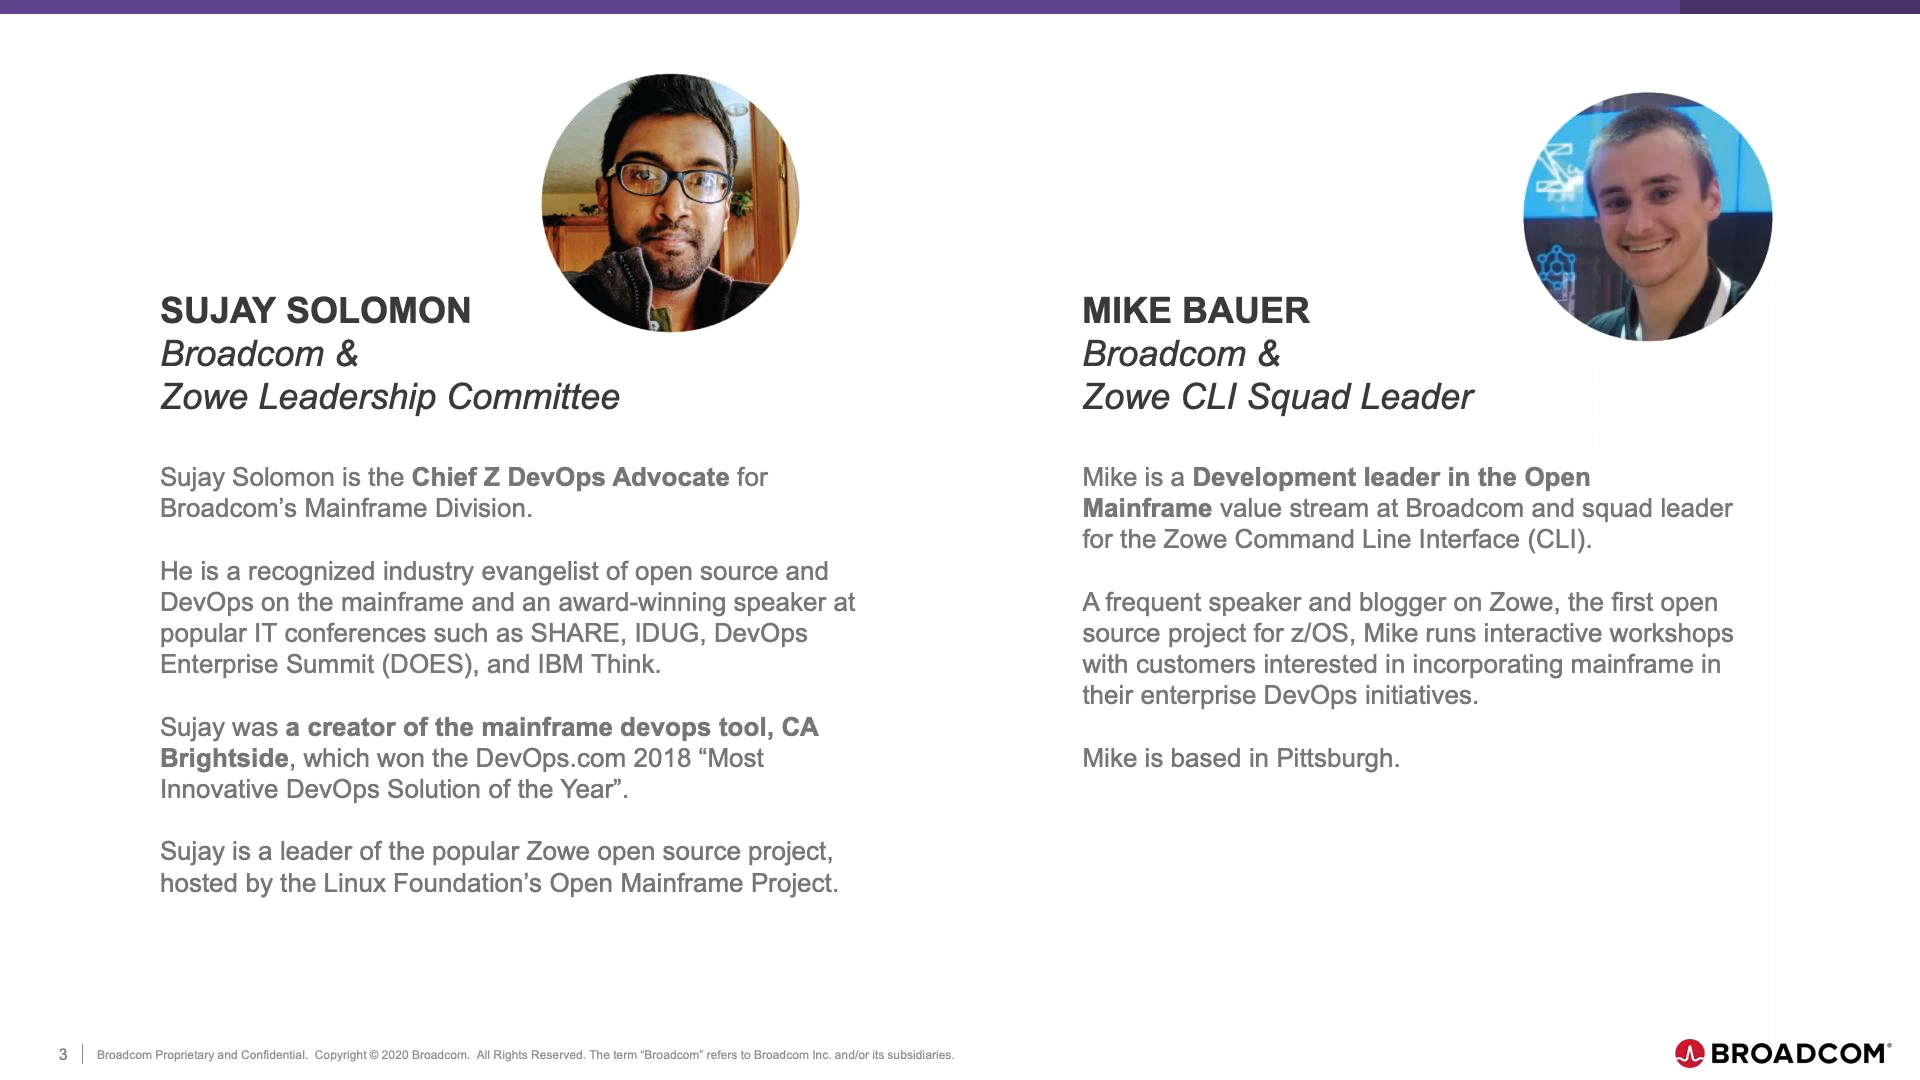 SUJAY SOLOMON
Broadcom &
Zowe Leadership Committee
Sujay Solomon is the Chief Z DevOps Advocate for
Broadcom’s Mainframe Division.
He is a recognized industry evangelist of open source and
DevOps on the mainframe and an award-winning speaker at
popular IT conferences such as SHARE, IDUG, DevOps
Enterprise Summit (DOES), and IBM Think.
Sujay was a creator of the mainframe devops tool, CA
Brightside, which won the DevOps.com 2018 “Most
Innovative DevOps Solution of the Year”.
Sujay is a leader of the popular Zowe open source project,
hosted by the Linux Foundation’s Open Mainframe Project.
MIKE BAUER
Broadcom &
Zowe CLI Squad Leader
Mike is a Development leader in the Open
Mainframe value stream at Broadcom and squad leader
for the Zowe Command Line Interface (CLI).
A frequent speaker and blogger on Zowe, the first open
source project for z/OS, Mike runs interactive workshops
with customers interested in incorporating mainframe in
their enterprise DevOps initiatives.
Mike is based in Pittsburgh.
3
Broadcom Proprietary and Confidential. Copyright © 2020 Broadcom. All Rights Reserved. The term “Broadcom” refers to Broadcom Inc. and/or its subsidiaries.
BROADCOM®